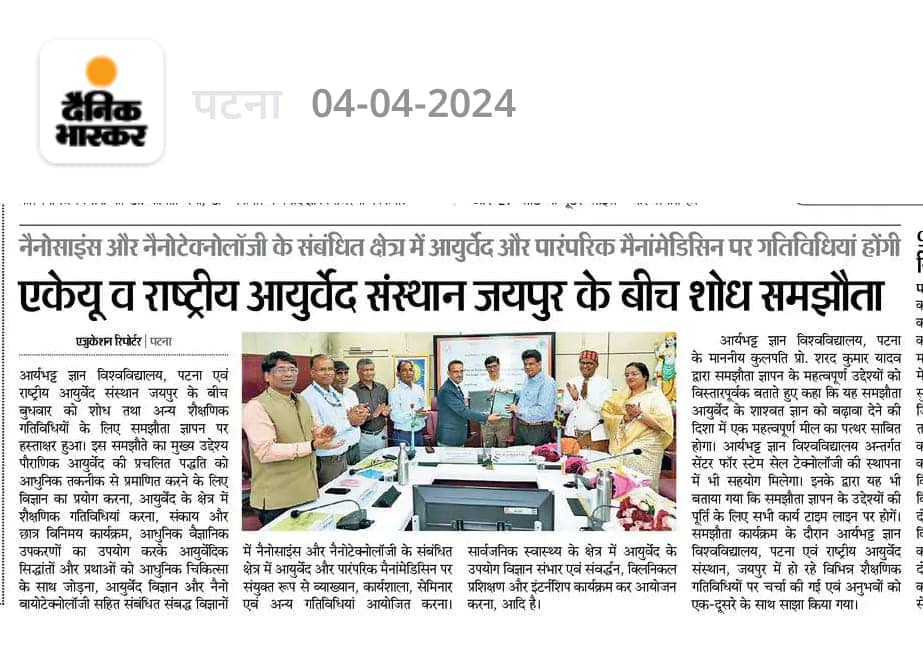 दैनिक
भास्कर
पटना 04-04-2024
नैनोसाइंस और नैनोटेक्नोलॉजी के संबंधित क्षेत्र में आयुर्वेद और पारंपरिक मैनांमेडिसिन पर गतिविधियां होंगी
एकेयू व राष्ट्रीय आयुर्वेद संस्थान जयपुर के बीच शोध समझौता
एजुकेशन रिपोर्टर | पटना
आर्यभट्ट ज्ञान विश्वविद्यालय, पटना एवं
राष्ट्रीय आयुर्वेद संस्थान जयपुर के बीच
बुधवार को शोध तथा अन्य शैक्षणिक
गतिविधियों के लिए समझौता ज्ञापन पर
हस्ताक्षर हुआ। इस समझौते का मुख्य उद्देश्य
पौराणिक आयुर्वेद की प्रचलित पद्धति को
आधुनिक तकनीक से प्रमाणित करने के लिए
विज्ञान का प्रयोग करना, आयुर्वेद के क्षेत्र में
शैक्षणिक गतिविधियां करना, संकाय और
छात्र विनिमय कार्यक्रम, आधुनिक वैज्ञानिक
उपकरणों का उपयोग करके आयुर्वेदिक
सिद्धांतों और प्रथाओं को आधुनिक चिकित्सा
के साथ जोड़ना, आयुर्वेद विज्ञान और नैनो
बायोटेक्नोलॉजी सहित संबंधित संबद्ध विज्ञानों
में नैनोसाइंस और नैनोटेक्नोलॉजी के संबंधित
क्षेत्र में आयुर्वेद और पारंपरिक मैनांमेडिसिन पर
संयुक्त रूप से व्याख्यान, कार्यशाला, सेमिनार
एवं अन्य गतिविधियां आयोजित करना।
सार्वजनिक स्वास्थ्य के क्षेत्र में आयुर्वेद के
उपयोग विज्ञान संभार एवं संवर्द्धन, क्लिनिकल
प्रशिक्षण और इंटर्नशिप कार्यक्रम कर आयोजन
करना, आदि है।
आर्यभट्ट ज्ञान विश्वविद्यालय, पटना
के माननीय कुलपति प्रो. शरद कुमार यादव
द्वारा समझौता ज्ञापन के महत्वपूर्ण उद्देश्यों को
विस्तारपूर्वक बताते हुए कहा कि यह समझौता
आयुर्वेद के शाश्वत ज्ञान को बढ़ावा देने की
दिशा में एक महत्वपूर्ण मील का पत्थर साबित
होगा। आर्यभट्ट ज्ञान विश्वविद्यालय अन्तर्गत
सेंटर फॉर स्टेम सेल टेक्नोलॉजी की स्थापना
में भी सहयोग मिलेगा। इनके द्वारा यह भी
बताया गया कि समझौता ज्ञापन के उद्देश्यों की
पूर्ति के लिए सभी कार्य टाइम लाइन पर होगें।
समझौता कार्यक्रम के दौरान आर्यभट्ट ज्ञान
विश्वविद्यालय, पटना एवं राष्ट्रीय आयुर्वेद
संस्थान, जयपुर में हो रहे विभिन्न शैक्षणिक
गतिविधियों पर चर्चा की गई एवं अनुभवों को
एक-दूसरे के साथ साझा किया गया।